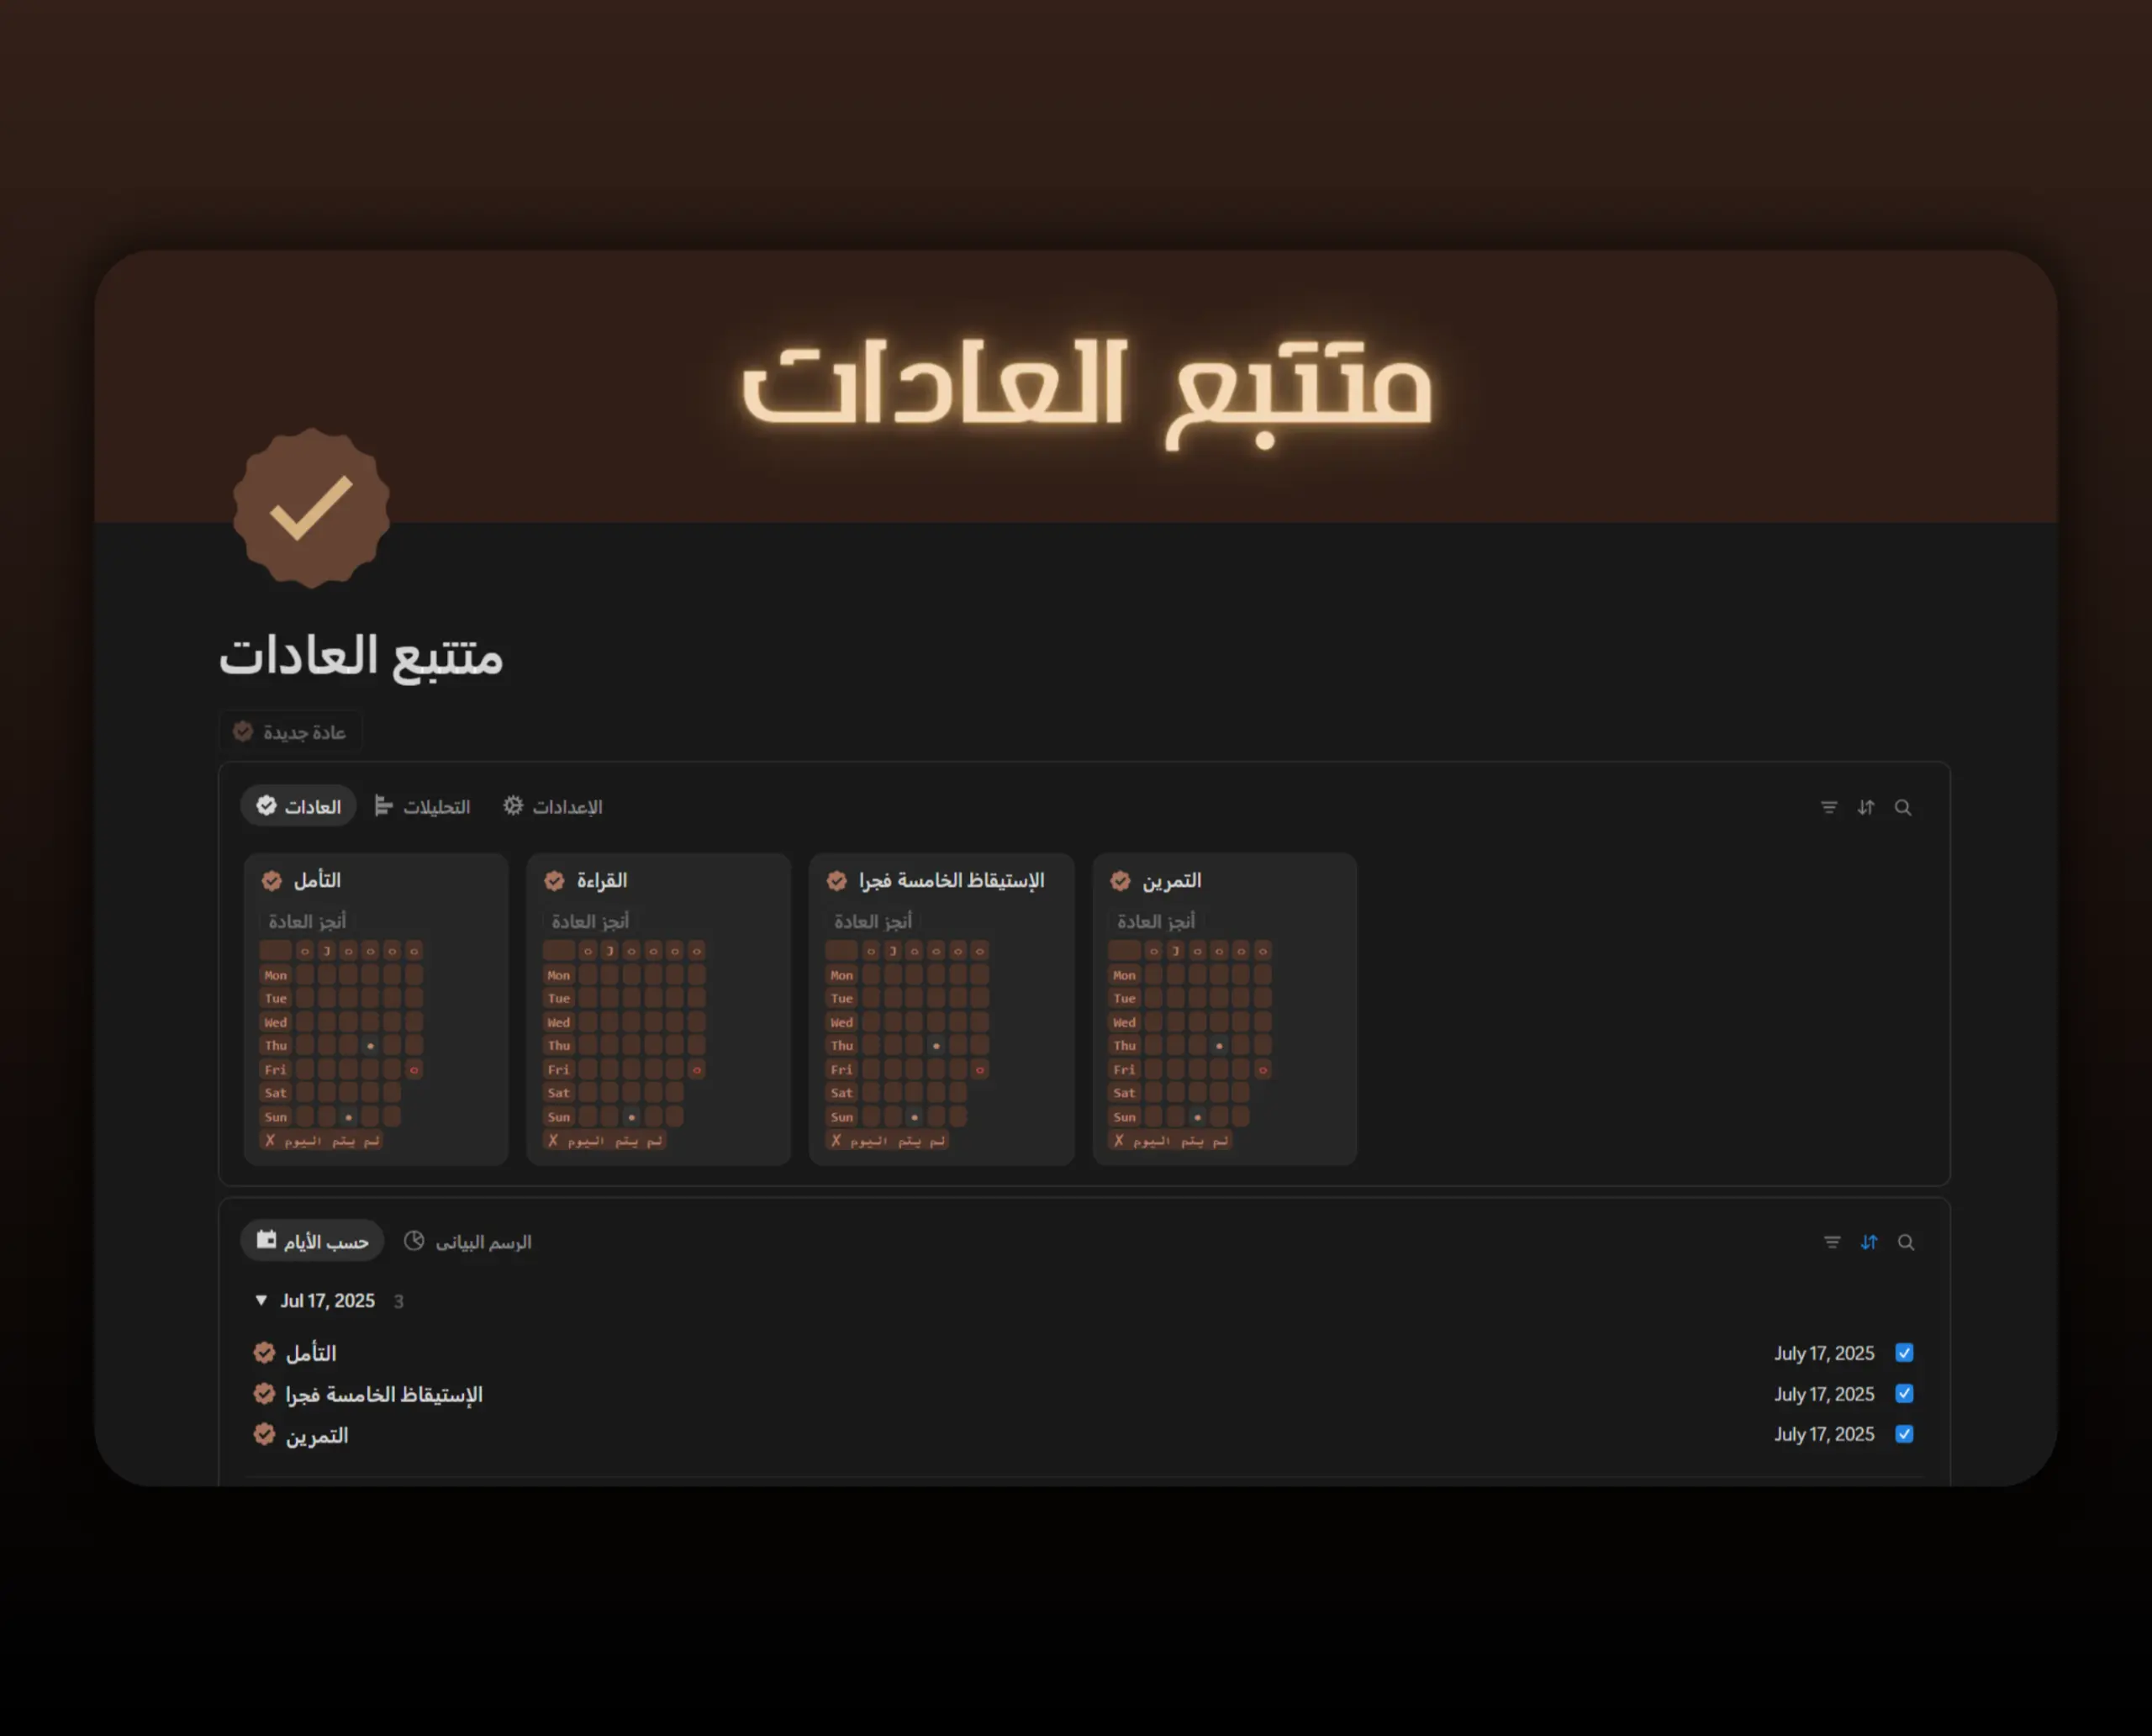 متتبع العادات
متتبع العادات
عادة جديدة
العادات التحليلات الإعدادات
التأمل
أنجز العادة
o J o o o o
Mon
Tue
Wed
Thu
Fri
Sat
Sun
✗ لم يتم اليوم
القراءة
أنجز العادة
o J o o o o
Mon
Tue
Wed
Thu
Fri
Sat
Sun
✗ لم يتم اليوم
الإستيقاظ الخامسة فجرا
أنجز العادة
o J o o o o
Mon
Tue
Wed
Thu
Fri
Sat
Sun
✗ لم يتم اليوم
التمرين
أنجز العادة
o J o o o o
Mon
Tue
Wed
Thu
Fri
Sat
Sun
✗ لم يتم اليوم
حسب الأيام الرسم البياني
Jul 17, 2025 3
التأمل July 17, 2025
الإستيقاظ الخامسة فجرا July 17, 2025
التمرين July 17, 2025